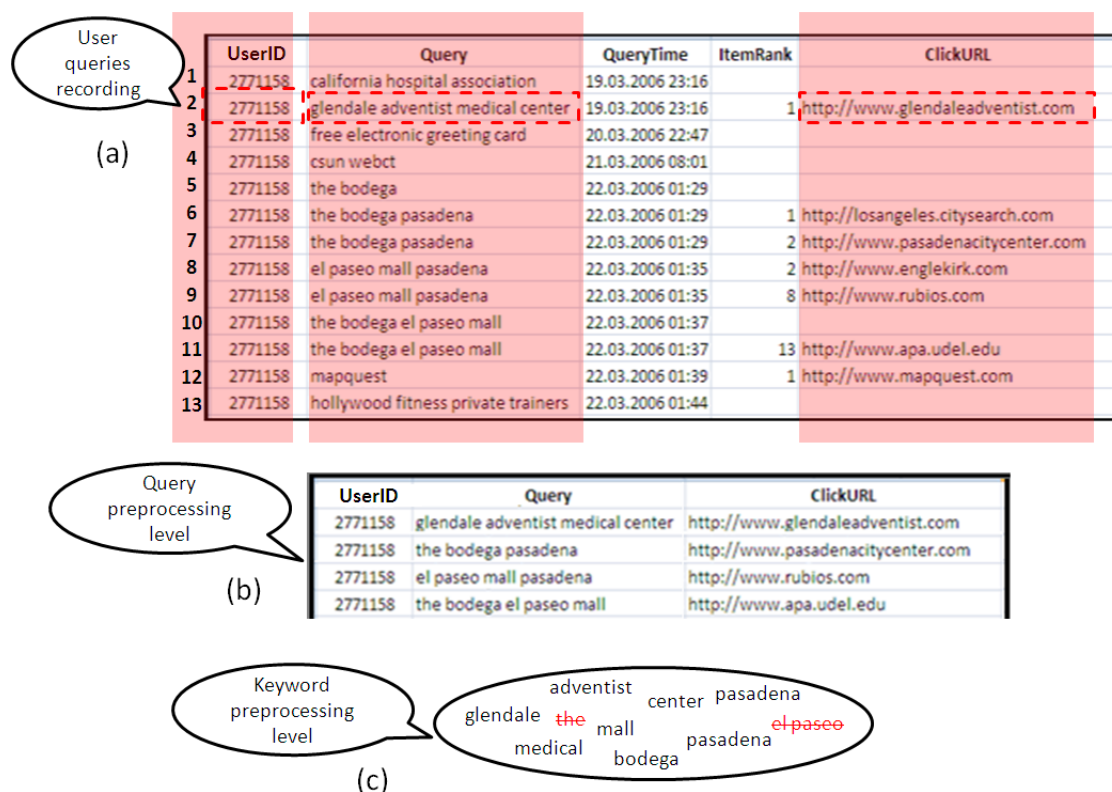 User
queries
recording
(a)
UserID Query QueryTime ItemRank ClickURL
1 2771158 california hospital association 19.03.2006 23:16
2 2771158 glendale adventist medical center 19.03.2006 23:16 1 http://www.glendaleadventist.com
3 2771158 free electronic greeting card 20.03.2006 22:47
4 2771158 csun webct 21.03.2006 08:01
5 2771158 the bodega 22.03.2006 01:29
6 2771158 the bodega pasadena 22.03.2006 01:29 1 http://losangeles.citysearch.com
7 2771158 the bodega pasadena 22.03.2006 01:29 2 http://www.pasadenacitycenter.com
8 2771158 el paseo mall pasadena 22.03.2006 01:35 2 http://www.englekirk.com
9 2771158 el paseo mall pasadena 22.03.2006 01:35 8 http://www.rubios.com
10 2771158 the bodega el paseo mall 22.03.2006 01:37
11 2771158 the bodega el paseo mall 22.03.2006 01:37 13 http://www.apa.udel.edu
12 2771158 mapquest 22.03.2006 01:39 1 http://www.mapquest.com
13 2771158 hollywood fitness private trainers 22.03.2006 01:44
Query
preprocessing
level
(b)
UserID Query ClickURL
2771158 glendale adventist medical center http://www.glendaleadventist.com
2771158 the bodega pasadena http://www.pasadenacitycenter.com
2771158 el paseo mall pasadena http://www.rubios.com
2771158 the bodega el paseo mall http://www.apa.udel.edu
Keyword
preprocessing
level
(c)
adventist center pasadena
glendale the mall el paseo
medical bodega pasadena